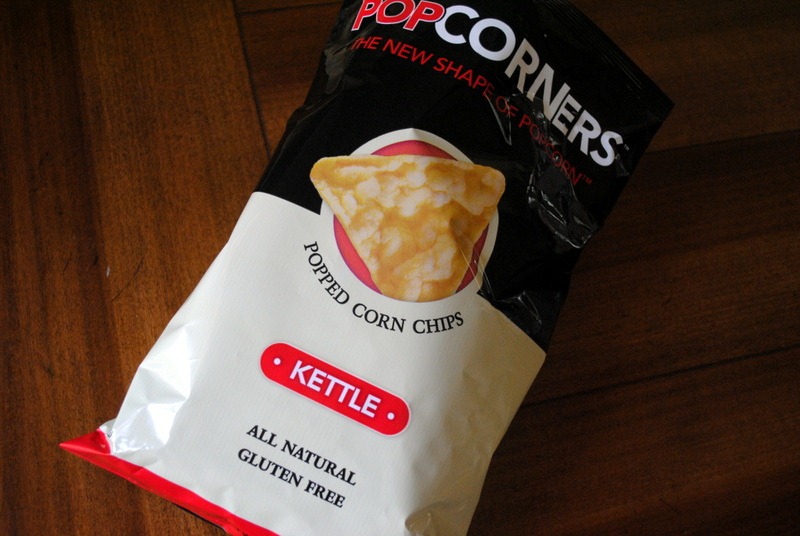 POPCORNERS
THE NEW SHAPE OF POPCORN™
POPPED CORN CHIPS
• KETTLE •
ALL NATURAL
GLUTEN FREE